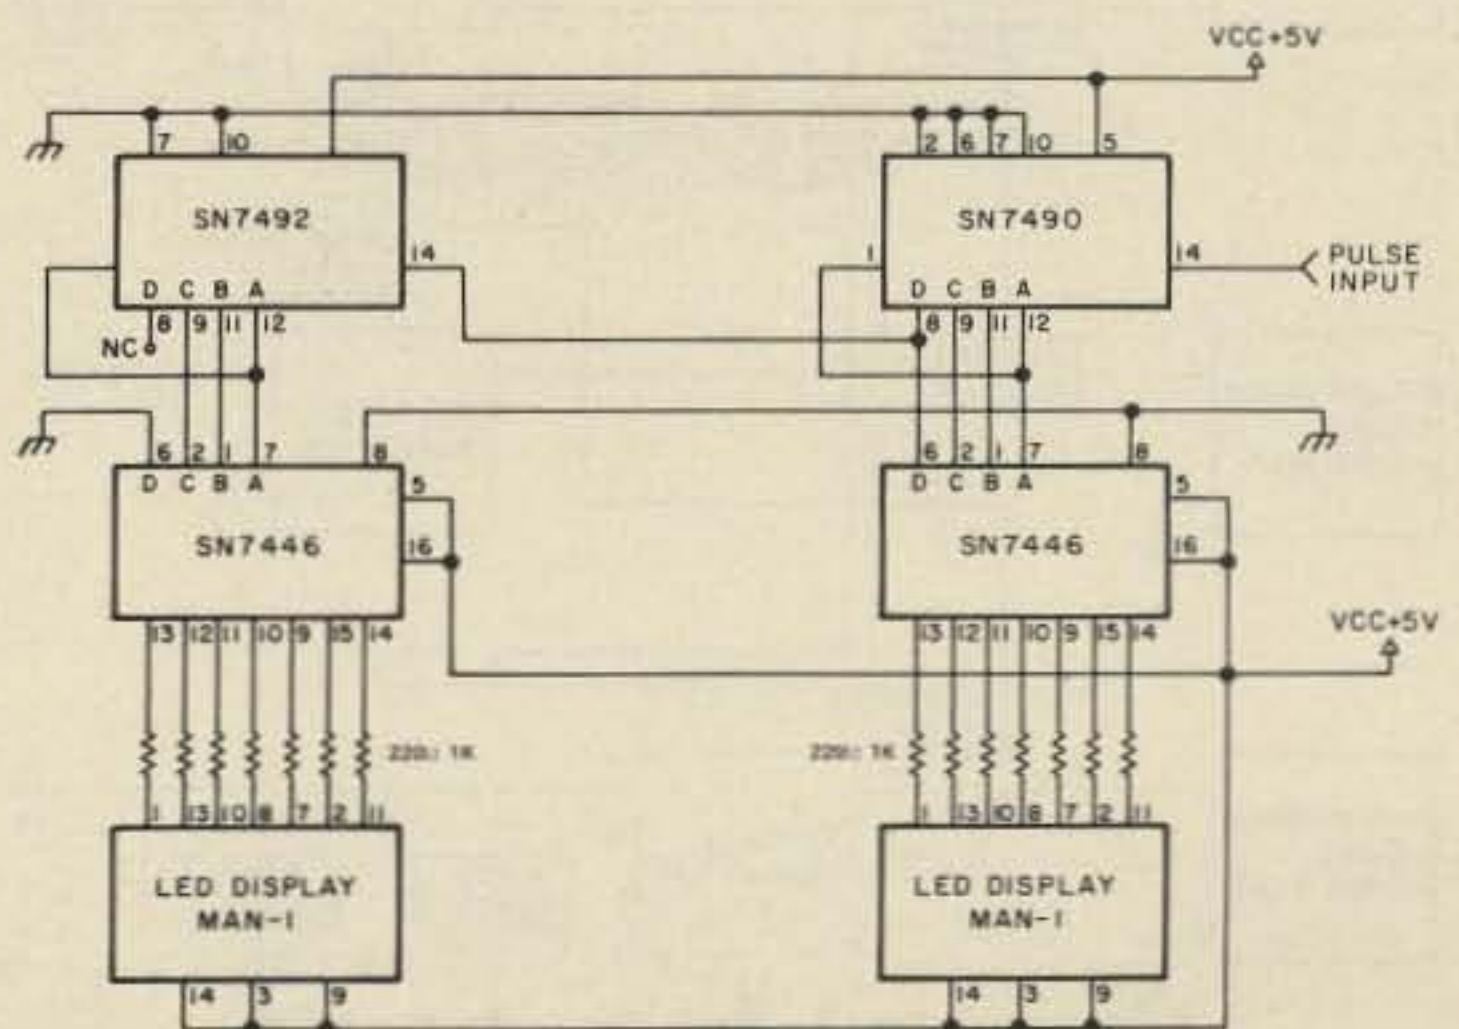 VCC+5V
7 10 2 6 7 10 5
SN7492 SN7490
14 1 14 PULSE
INPUT
D C B A D C B A
8 9 11 12 8 9 11 12
NC
6 2 1 7 8 6 2 1 7 8
D C B A 5 D C B A 5
SN7446 16 SN7446 16
13 12 11 10 9 15 14 13 12 11 10 9 15 14
VCC+5V
220Ω 1K 220Ω 1K
1 13 10 8 7 2 11 1 13 10 8 7 2 11
LED DISPLAY LED DISPLAY
MAN-1 MAN-1
14 3 9 14 3 9